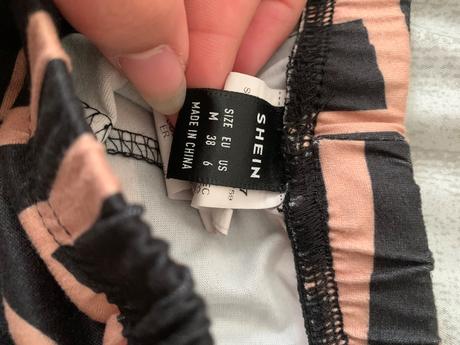 SHEIN
SIZE EU US
M 38 6
MADE IN CHINA